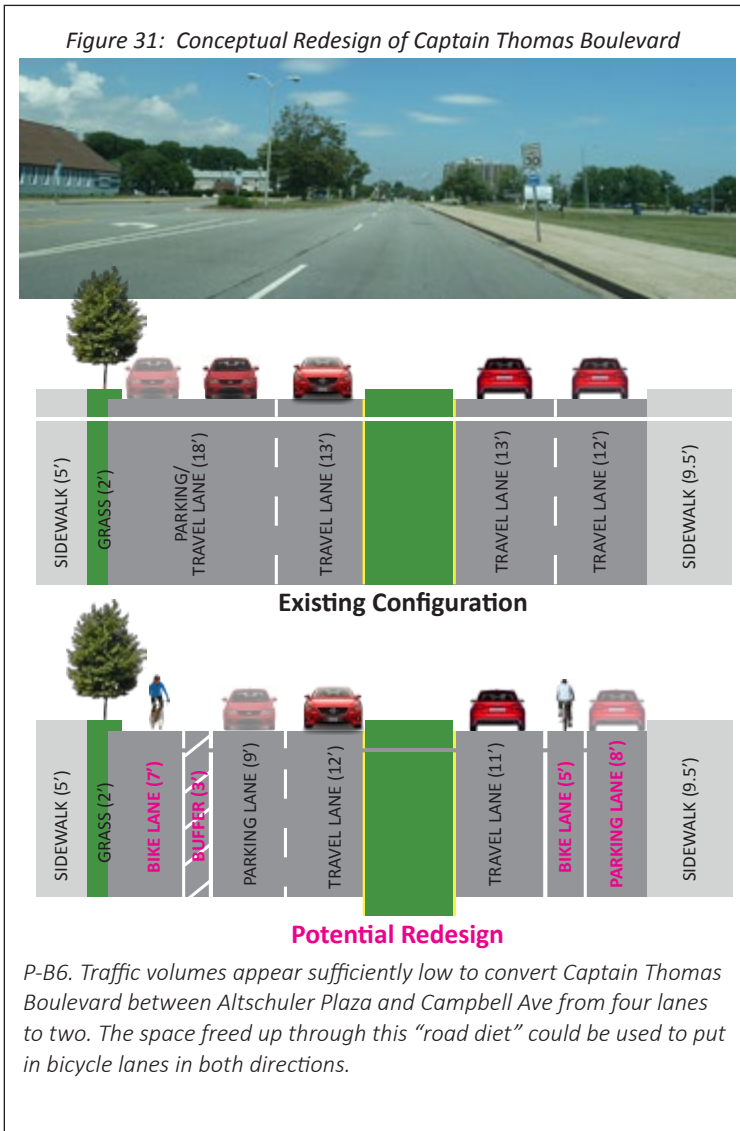 Figure 31:  Conceptual Redesign of Captain Thomas Boulevard
30
SIDEWALK (5’)
GRASS (2’)
PARKING/
TRAVEL LANE (18’)
TRAVEL LANE (13’)
TRAVEL LANE (13’)
TRAVEL LANE (12’)
SIDEWALK (9.5’)
Existing Configuration
SIDEWALK (5’)
GRASS (2’)
BIKE LANE (7’)
BUFFER (3’)
PARKING LANE (9’)
TRAVEL LANE (12’)
TRAVEL LANE (11’)
BIKE LANE (5’)
PARKING LANE (8’)
SIDEWALK (9.5’)
Potential Redesign
P-B6. Traffic volumes appear sufficiently low to convert Captain Thomas
Boulevard between Altschuler Plaza and Campbell Ave from four lanes
to two. The space freed up through this “road diet” could be used to put
in bicycle lanes in both directions.